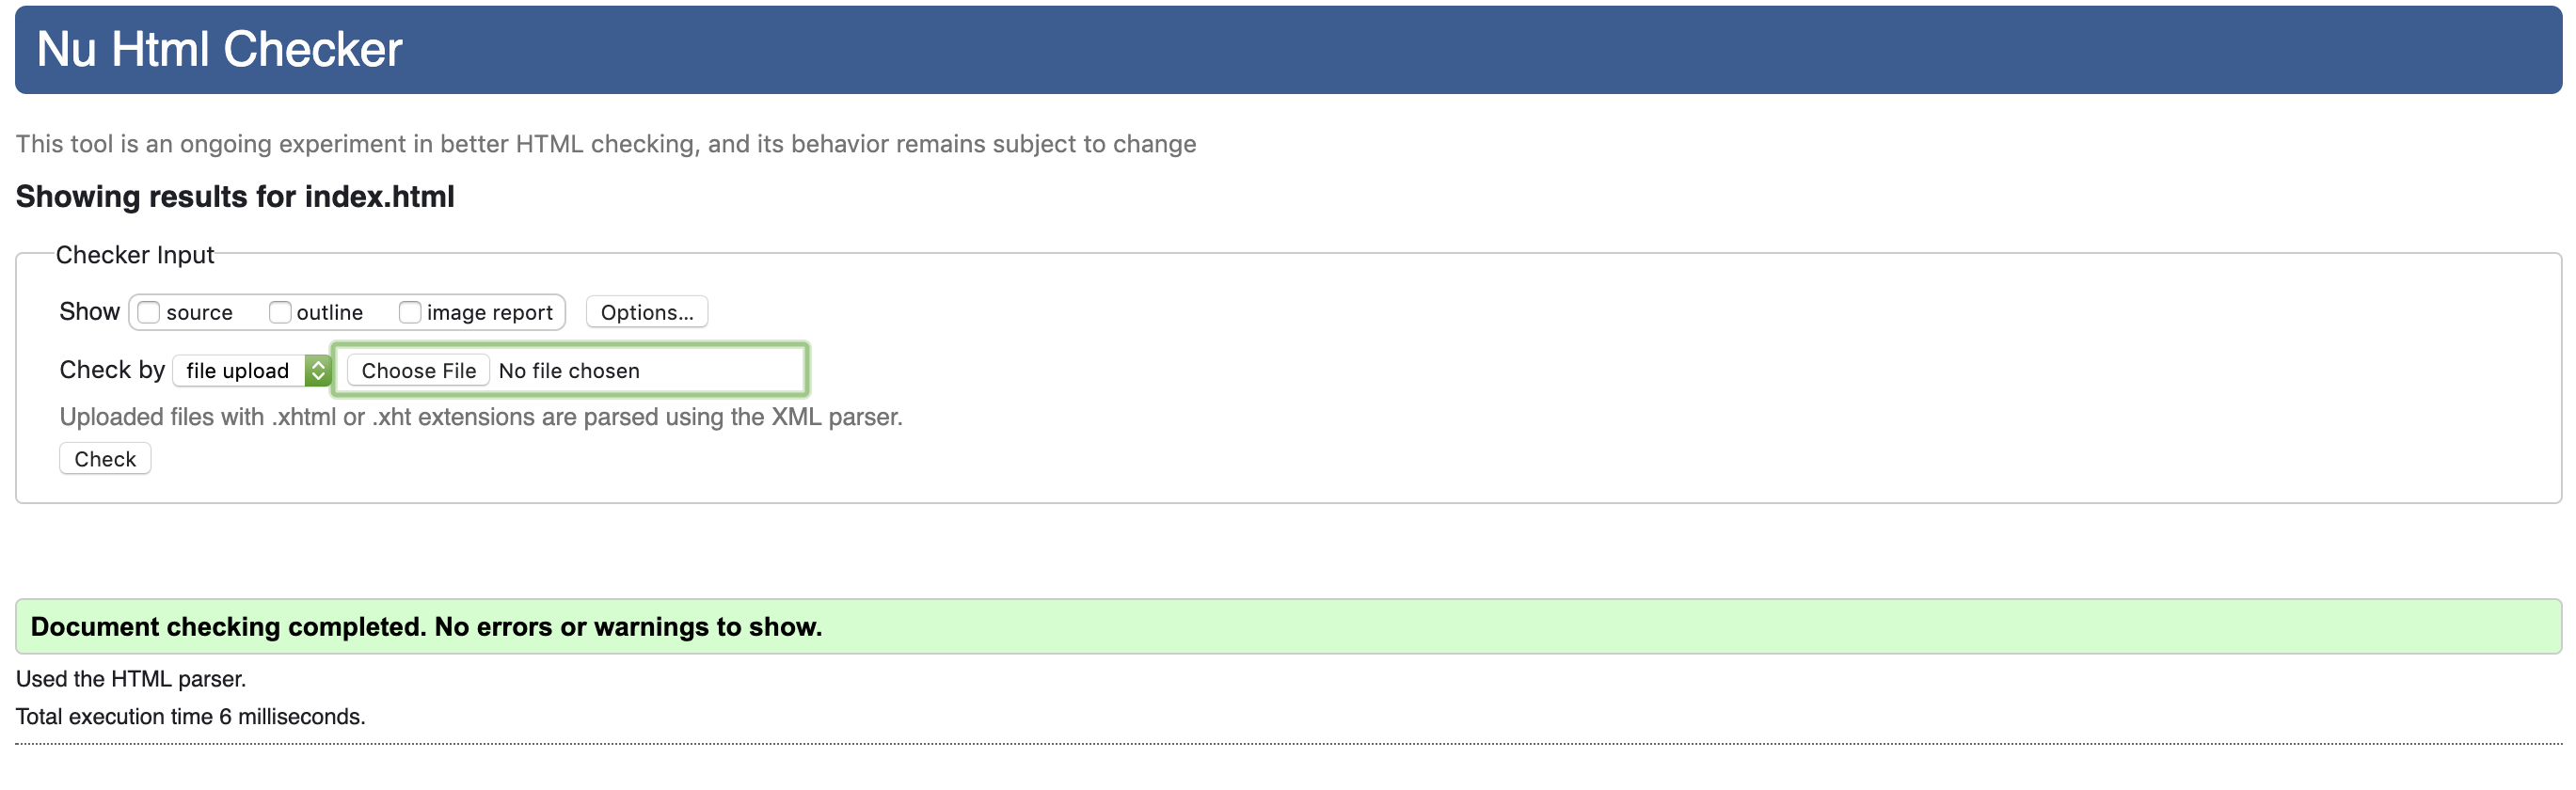 Nu Html Checker
This tool is an ongoing experiment in better HTML checking, and its behavior remains subject to change
Showing results for index.html
Checker Input
Show source outline image report Options...
Check by file upload Choose File No file chosen
Uploaded files with .xhtml or .xht extensions are parsed using the XML parser.
Check
Document checking completed. No errors or warnings to show.
Used the HTML parser.
Total execution time 6 milliseconds.